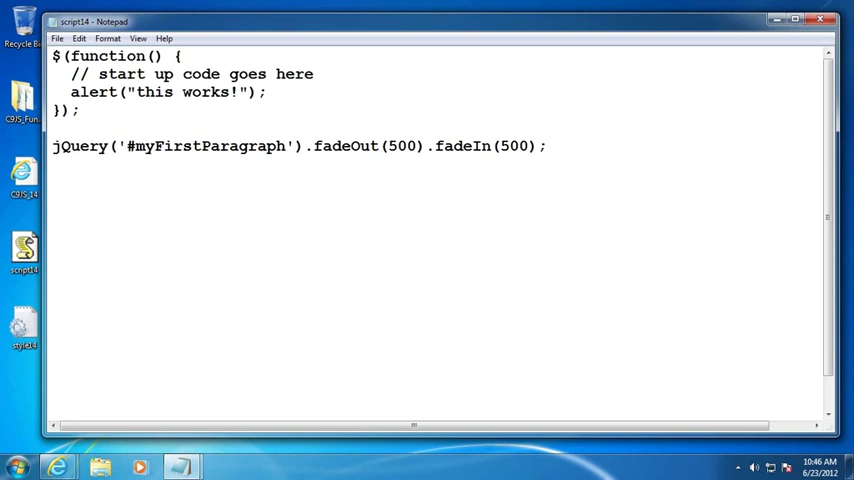 Recycle Bin
C9JS_Fun...
C9JS_14
script14
style14
script14 - Notepad
File Edit Format View Help
$(function() {
  // start up code goes here
  alert("this works!");
});
jQuery('#myFirstParagraph').fadeOut(500).fadeIn(500);
10:46 AM
6/23/2012